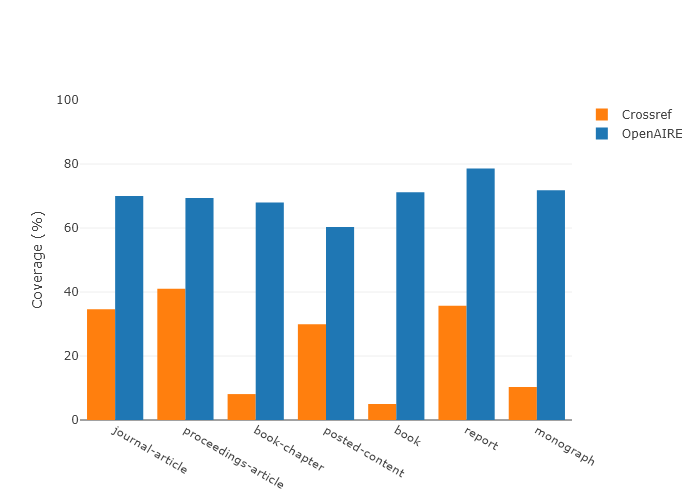 100
80
60
40
20
0
Coverage (%)
journal-article
proceedings-article
book-chapter
posted-content
book
report
monograph
Crossref
OpenAIRE